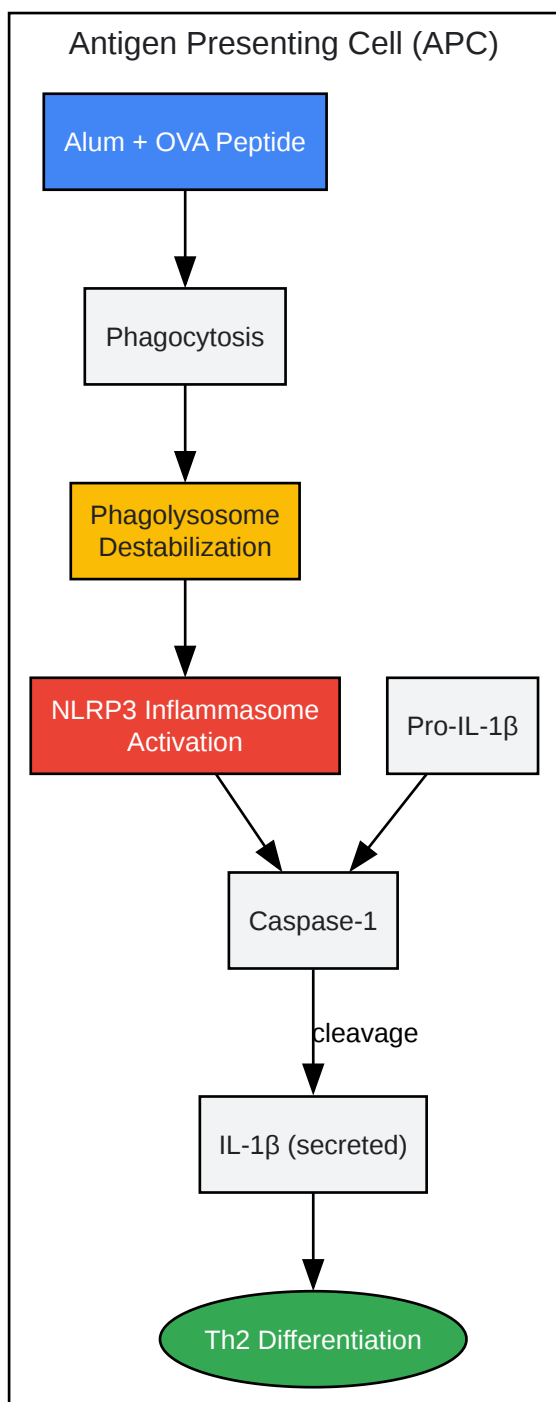 Antigen Presenting Cell (APC)
Alum + OVA Peptide
Phagocytosis
Phagolysosome
Destabilization
NLRP3 Inflammasome
Activation
Pro-IL-1β
Caspase-1
cleavage
IL-1β (secreted)
Th2 Differentiation